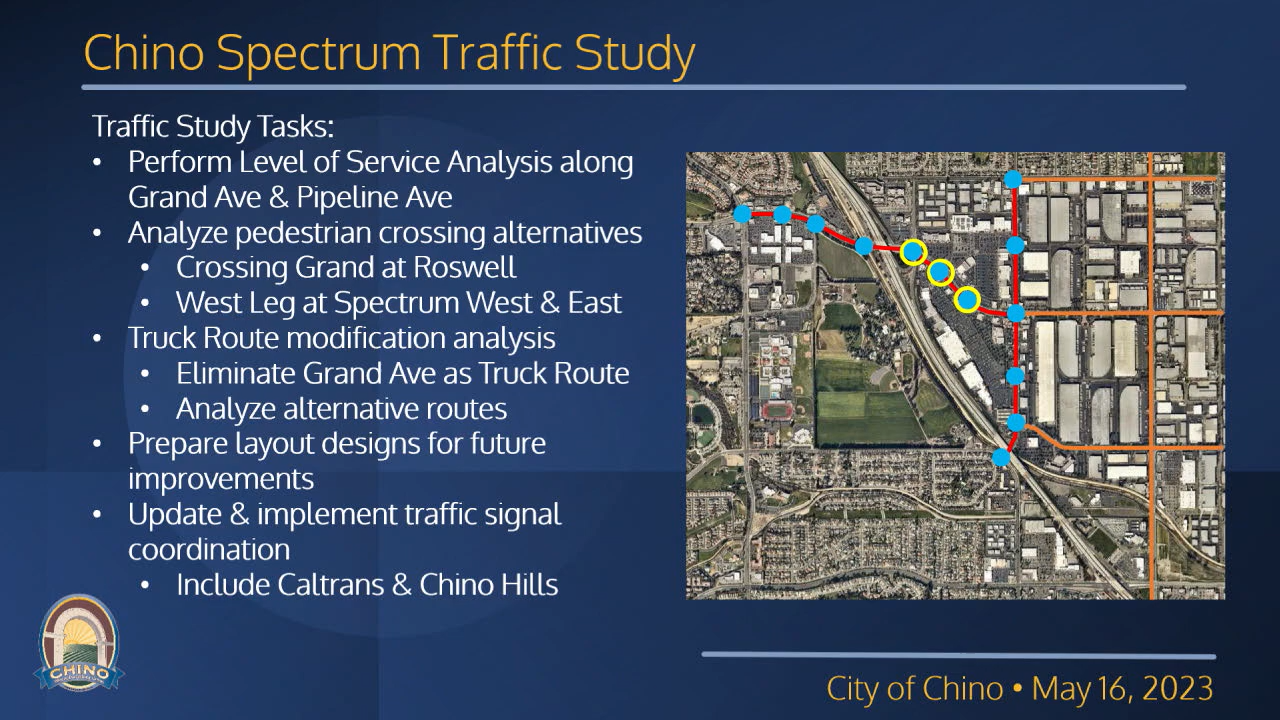 Chino Spectrum Traffic Study
Traffic Study Tasks:
• Perform Level of Service Analysis along
Grand Ave & Pipeline Ave
• Analyze pedestrian crossing alternatives
• Crossing Grand at Roswell
• West Leg at Spectrum West & East
• Truck Route modification analysis
• Eliminate Grand Ave as Truck Route
• Analyze alternative routes
• Prepare layout designs for future
improvements
• Update & implement traffic signal
coordination
• Include Caltrans & Chino Hills
CHINO
City of Chino • May 16, 2023